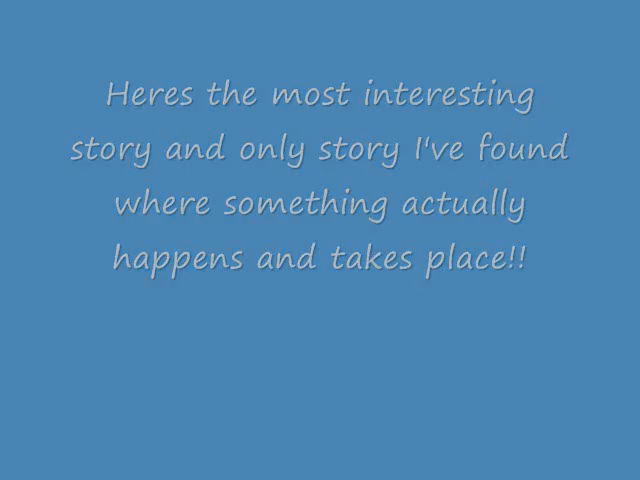 Heres the most interesting
story and only story I've found
where something actually
happens and takes place!!